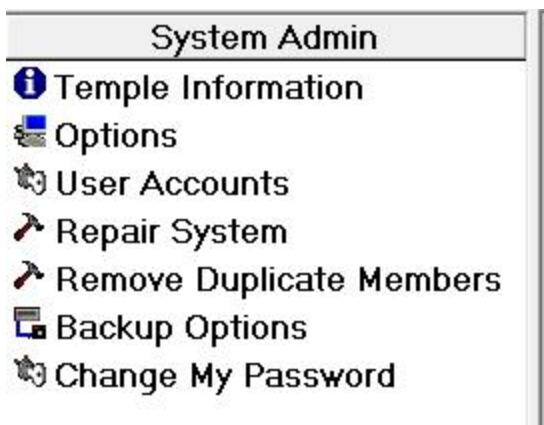 System Admin
Temple Information
Options
User Accounts
Repair System
Remove Duplicate Members
Backup Options
Change My Password